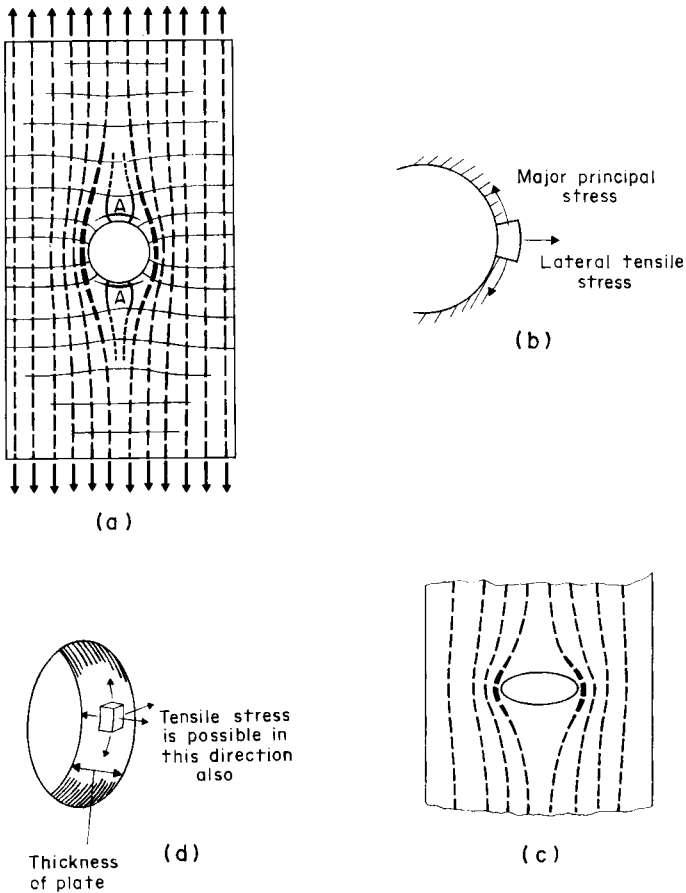 A
A
(a)
Major principal
stress
Lateral tensile
stress
(b)
Tensile stress
is possible in
this direction
also
Thickness
of plate
(d)
(c)